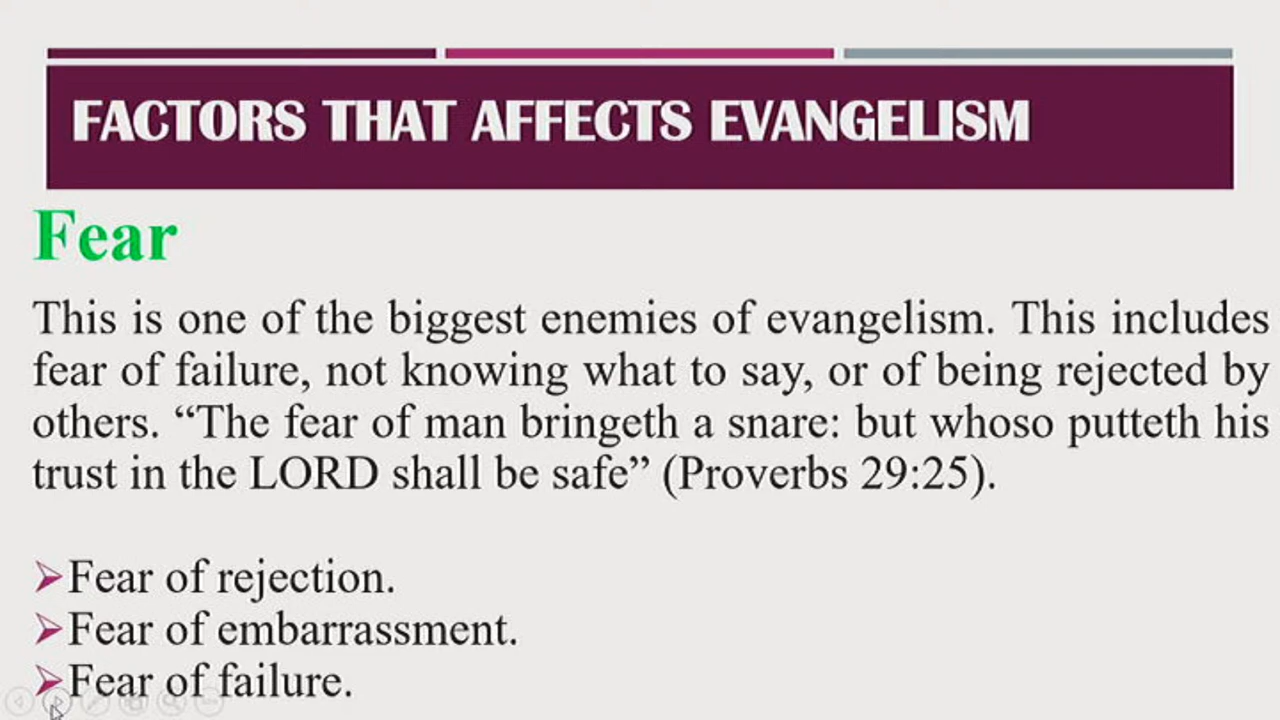 FACTORS THAT AFFECTS EVANGELISM
Fear
This is one of the biggest enemies of evangelism. This includes
fear of failure, not knowing what to say, or of being rejected by
others. “The fear of man bringeth a snare: but whoso putteth his
trust in the LORD shall be safe” (Proverbs 29:25).
➢Fear of rejection.
➢Fear of embarrassment.
➢Fear of failure.